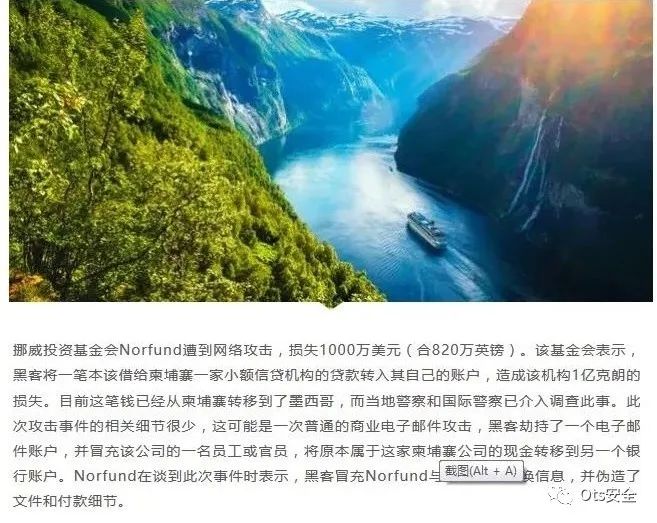 挪威投资基金会Norfund遭到网络攻击，损失1000万美元（合820万英镑）。该基金会表示，
黑客将一笔本该借给柬埔寨一家小额信贷机构的贷款转入其自己的账户，造成该机构1亿克朗的
损失。目前这笔钱已经从柬埔寨转移到了墨西哥，而当地警察和国际警察已介入调查此事。此
次攻击事件的相关细节很少，这可能是一次普通的商业电子邮件攻击，黑客劫持了一个电子邮
件账户，并冒充该公司的一名员工或官员，将原本属于这家柬埔寨公司的现金转移到另一个银
行账户。Norfund在谈到此次事件时表示，黑客冒充Norfund与 截图(Alt + A) 换信息，并伪造了
文件和付款细节。
Ots安全